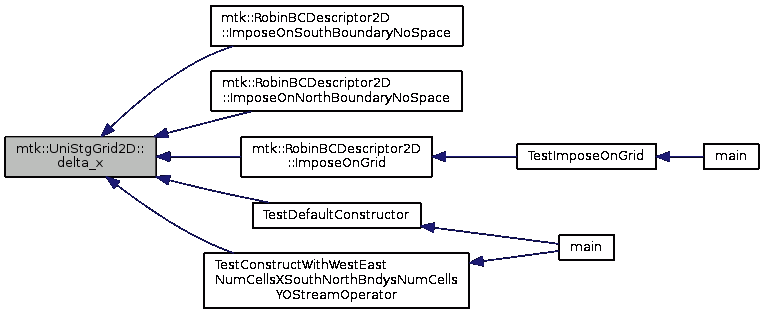 mtk::RobinBCDescriptor2D
::ImposeOnSouthBoundaryNoSpace
mtk::RobinBCDescriptor2D
::ImposeOnNorthBoundaryNoSpace
mtk::UniStgGrid2D::
delta_x
mtk::RobinBCDescriptor2D
::ImposeOnGrid
TestImposeOnGrid
main
TestDefaultConstructor
main
TestConstructWithWestEast
NumCellsXSouthNorthBndysNumCells
YOStreamOperator